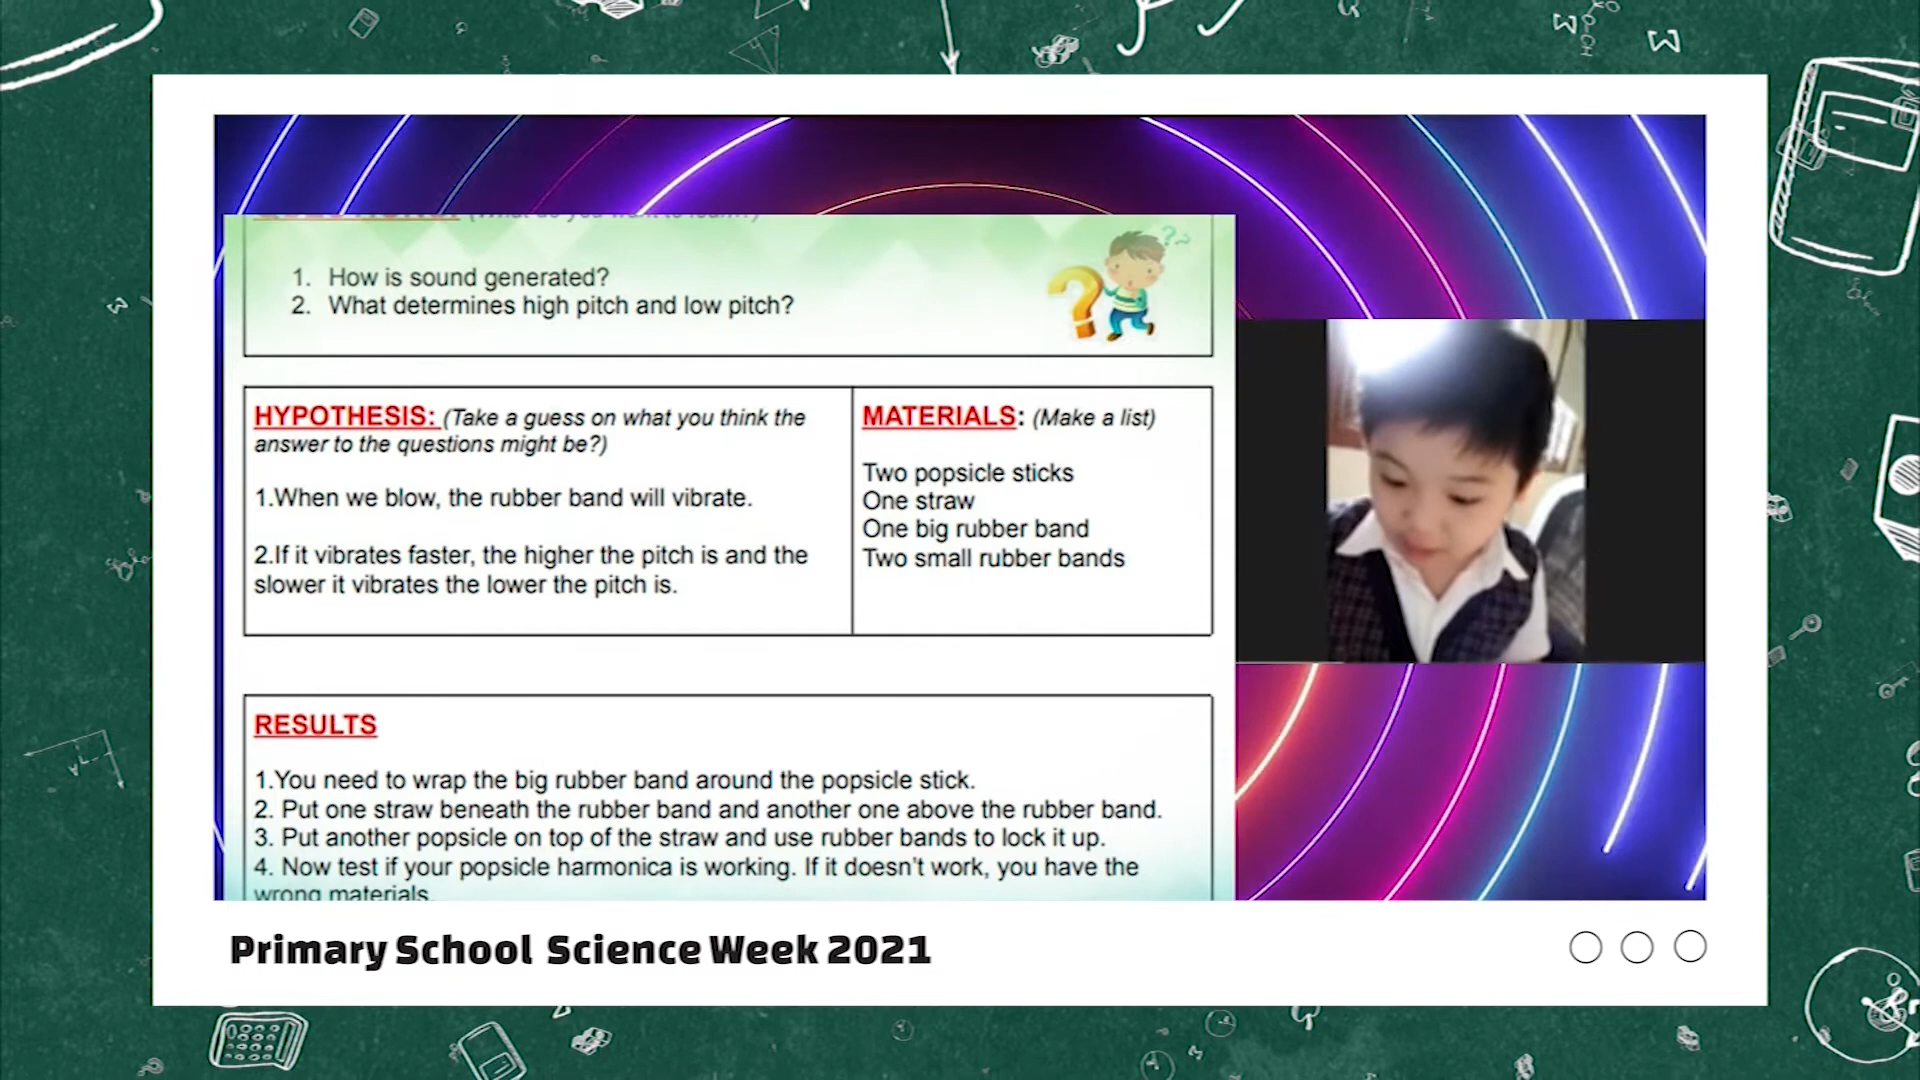 1. How is sound generated?
2. What determines high pitch and low pitch?
HYPOTHESIS: (Take a guess on what you think the
answer to the questions might be?)
1.When we blow, the rubber band will vibrate.
2.If it vibrates faster, the higher the pitch is and the
slower it vibrates the lower the pitch is.
MATERIALS: (Make a list)
Two popsicle sticks
One straw
One big rubber band
Two small rubber bands
RESULTS
1.You need to wrap the big rubber band around the popsicle stick.
2. Put one straw beneath the rubber band and another one above the rubber band.
3. Put another popsicle on top of the straw and use rubber bands to lock it up.
4. Now test if your popsicle harmonica is working. If it doesn't work, you have the
wrong materials.
Primary School Science Week 2021